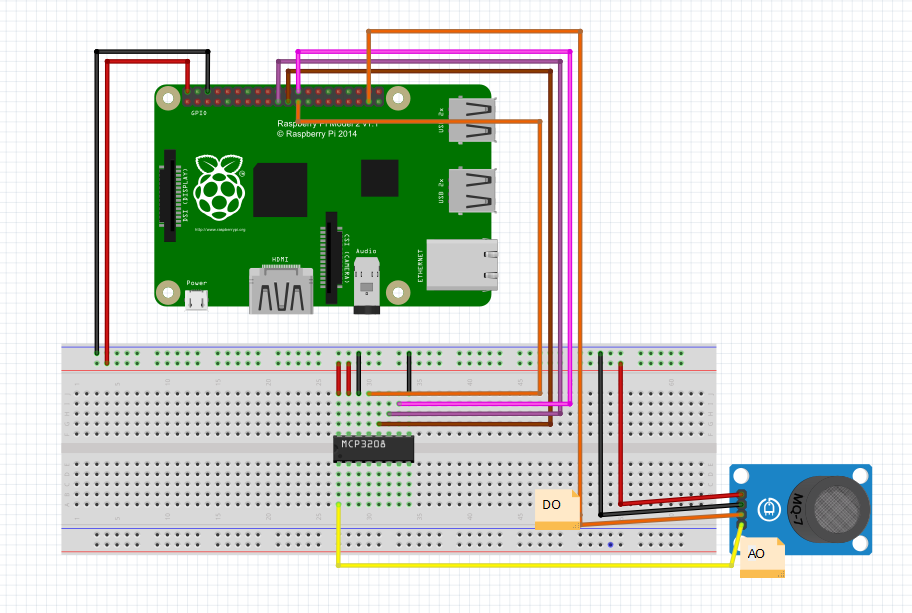 GPIO
Raspberry Pi Model 2 v1.1
© Raspberry Pi 2014
USB 2x
USB 2x
DSI (DISPLAY)
http://www.raspberrypi.org
CSI (CAMERA)
Audio
HDMI
ETHERNET
Power
MCP3208
DO
MQ-7
AO